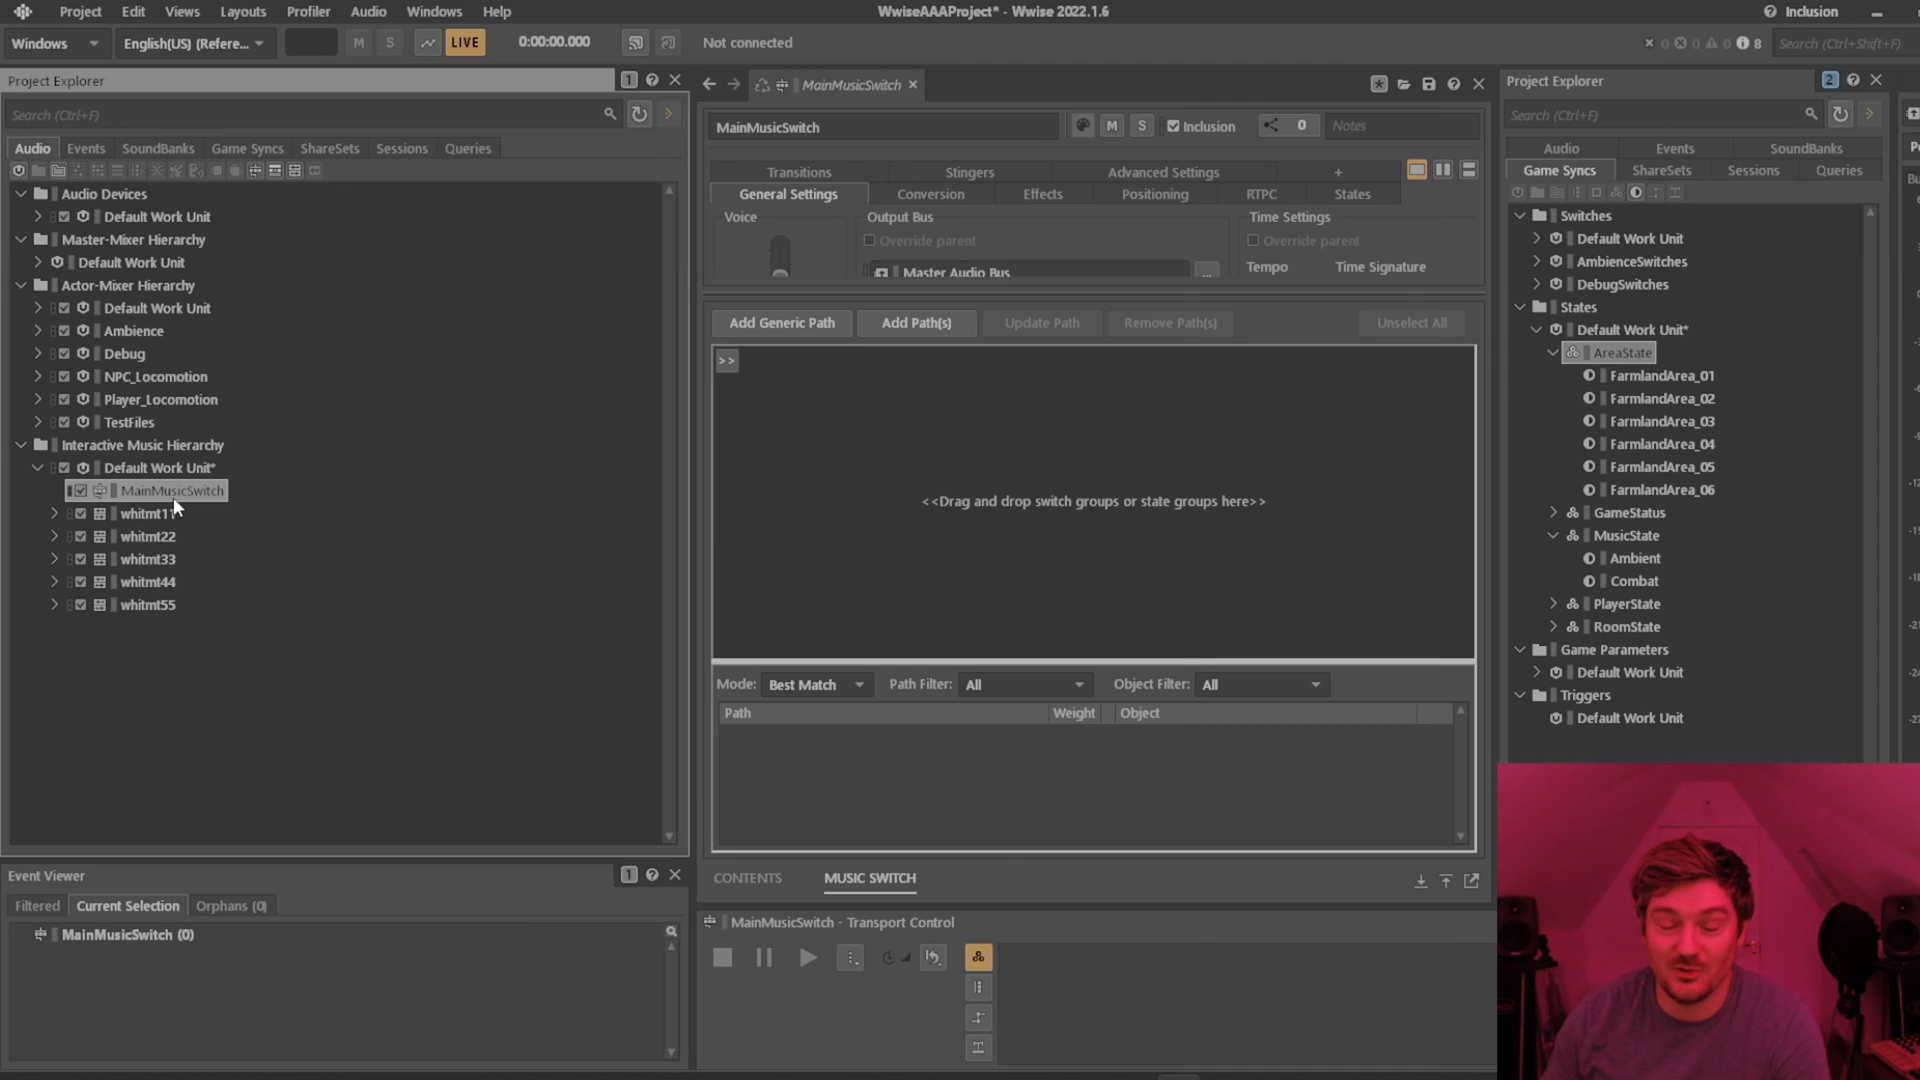 Project Edit Views Layouts Profiler Audio Windows Help
WwiseAAAProject* - Wwise 2022.1.6
Inclusion
Windows
English(US) (Refere...
M S
LIVE
0:00:00.000
Not connected
0 0 0 8
Search (Ctrl+Shift+F)
Project Explorer
1
Search (Ctrl+F)
Audio Events SoundBanks Game Syncs ShareSets Sessions Queries
Audio Devices
Default Work Unit
Master-Mixer Hierarchy
Default Work Unit
Actor-Mixer Hierarchy
Default Work Unit
Ambience
Debug
NPC_Locomotion
Player_Locomotion
TestFiles
Interactive Music Hierarchy
Default Work Unit*
MainMusicSwitch
whitmt11
whitmt22
whitmt33
whitmt44
whitmt55
Event Viewer
1
Filtered Current Selection Orphans (0)
MainMusicSwitch (0)
MainMusicSwitch
MainMusicSwitch
M S
Inclusion
0
Notes
Transitions Stingers Advanced Settings +
General Settings Conversion Effects Positioning RTPC States
Voice
Output Bus
Time Settings
Override parent
Override parent
Master Audio Bus
...
Tempo
Time Signature
Add Generic Path Add Path(s) Update Path Remove Path(s) Unselect All
>>
<<Drag and drop switch groups or state groups here>>
Mode: Best Match Path Filter: All Object Filter: All
Path Weight Object
CONTENTS MUSIC SWITCH
MainMusicSwitch - Transport Control
Project Explorer
2
Search (Ctrl+F)
Audio Events SoundBanks
Game Syncs ShareSets Sessions Queries
Switches
Default Work Unit
AmbienceSwitches
DebugSwitches
States
Default Work Unit*
AreaState
FarmlandArea_01
FarmlandArea_02
FarmlandArea_03
FarmlandArea_04
FarmlandArea_05
FarmlandArea_06
GameStatus
MusicState
Ambient
Combat
PlayerState
RoomState
Game Parameters
Default Work Unit
Triggers
Default Work Unit